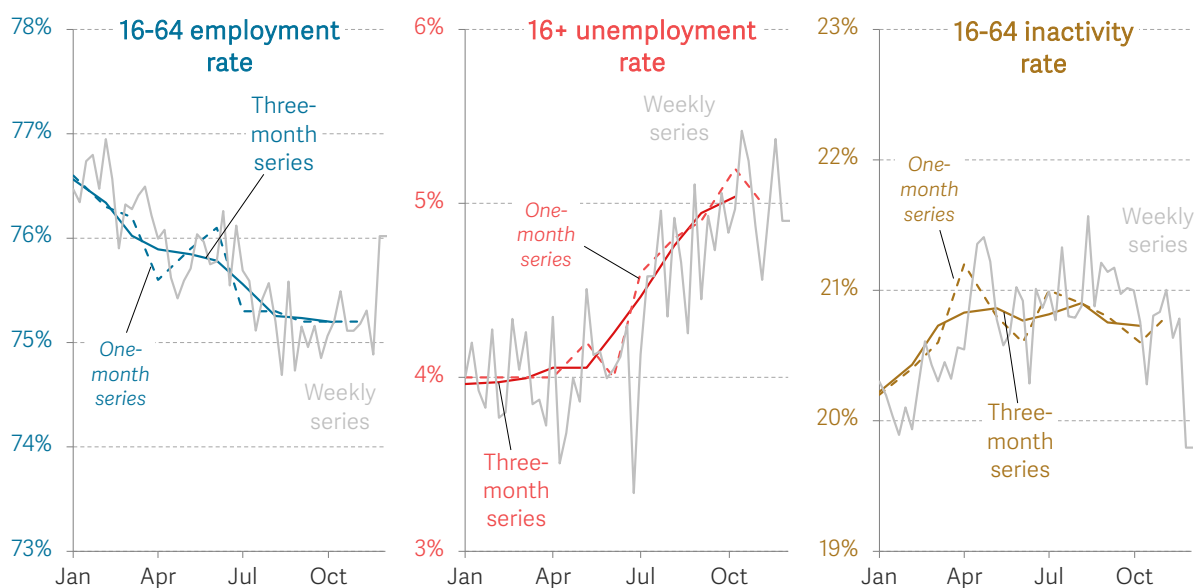 16-64 employment
rate
78%
77%
76%
75%
74%
73%
Three-
month
series
One-
month
series
Weekly
series
Jan Apr Jul Oct
16+ unemployment
rate
6%
5%
4%
3%
Weekly
series
One-
month
series
Three-
month
series
Jan Apr Jul Oct
16-64 inactivity
rate
23%
22%
21%
20%
19%
One-
month
series
Weekly
series
Three-
month
series
Jan Apr Jul Oct